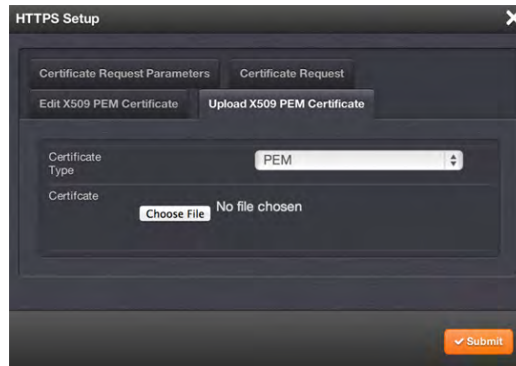 HTTPS Setup
Certificate Request Parameters Certificate Request
Edit X509 PEM Certificate Upload X509 PEM Certificate
Certificate
Type
PEM
Certifcate
Choose File No file chosen
Submit